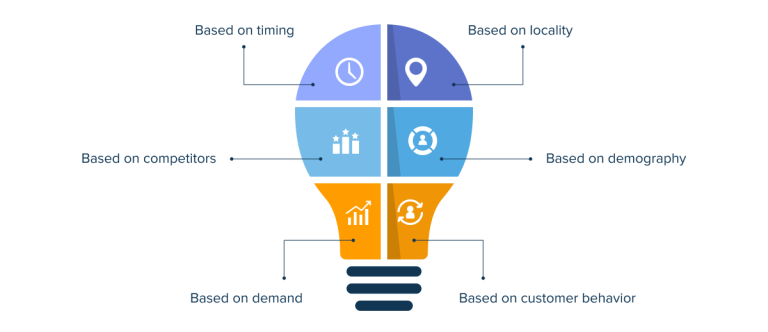 Based on timing
Based on locality
Based on competitors
Based on demography
Based on demand
Based on customer behavior